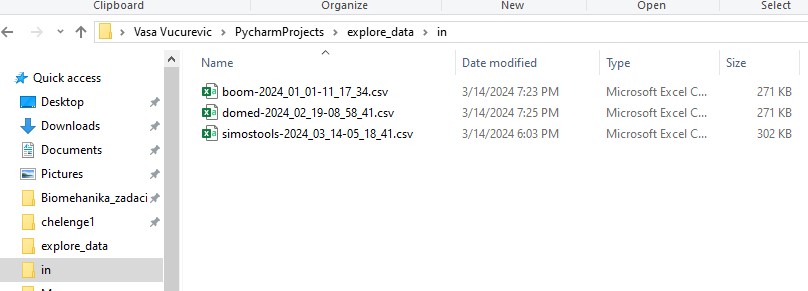 Clipboard Organize New Open Select
Vasa Vucurevic PycharmProjects explore_data in
Name Date modified Type Size
Quick access
Desktop
Downloads
Documents
Pictures
Biomehanika_zadaci
chelenge1
explore_data
in
boom-2024_01_01-11_17_34.csv 3/14/2024 7:23 PM Microsoft Excel C... 271 KB
domed-2024_02_19-08_58_41.csv 3/14/2024 7:25 PM Microsoft Excel C... 271 KB
simostools-2024_03_14-05_18_41.csv 3/14/2024 6:03 PM Microsoft Excel C... 302 KB